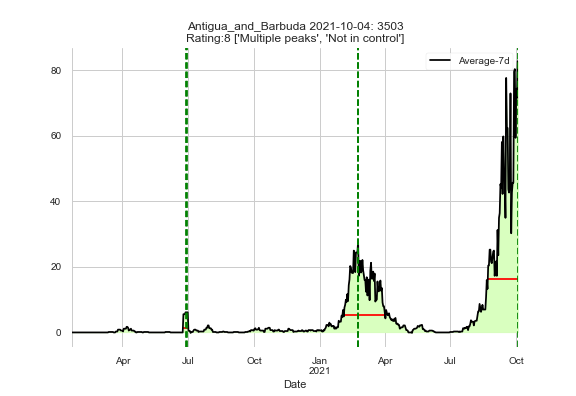 Antigua_and_Barbuda 2021-10-04: 3503
Rating:8 ['Multiple peaks', 'Not in control']
Average-7d
80
60
40
20
0
Apr Jul Oct Jan Apr Jul Oct
2021
Date